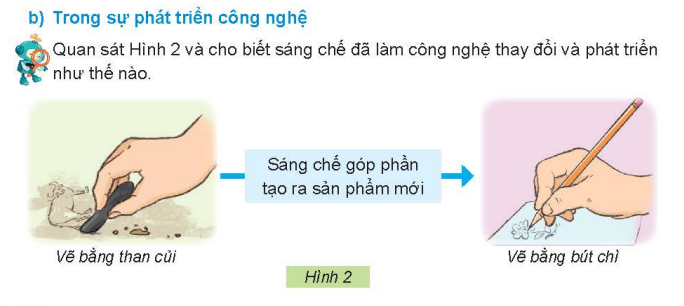 b) Trong sự phát triển công nghệ
Quan sát Hình 2 và cho biết sáng chế đã làm công nghệ thay đổi và phát triển
như thế nào.
Sáng chế góp phần
tạo ra sản phẩm mới
Vẽ bằng than củi
Vẽ bằng bút chì
Hình 2